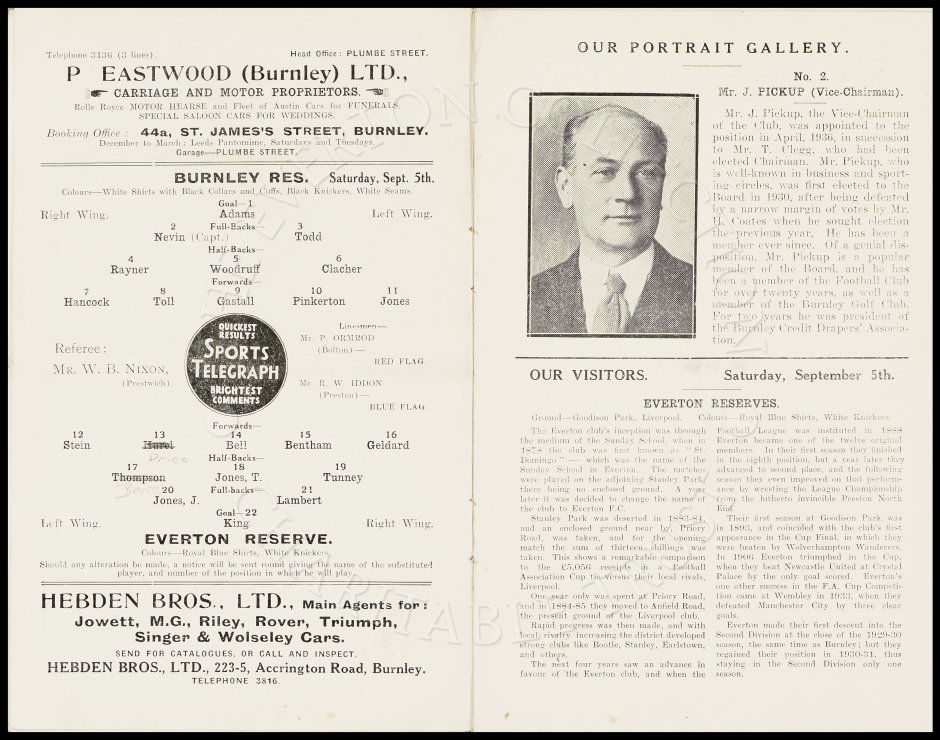 Telephone 3136 (3 lines). Head Office: PLUMBE STREET.
P EASTWOOD (Burnley) LTD.,
CARRIAGE AND MOTOR PROPRIETORS.
Rolls Royce MOTOR HEARSE and Fleet of Austin Cars for FUNERALS.
SPECIAL SALOON CARS FOR WEDDINGS.
Booking Office: 44a, ST. JAMES'S STREET, BURNLEY.
December to March: Leeds Pantomime, Saturdays and Tuesdays.
Garage—PLUMBE STREET.
BURNLEY RES. Saturday, Sept. 5th.
Colours—White Shirts with Black Collars and Cuffs, Black Knickers, White Seams.
Goal—1
Right Wing. Adams Left Wing.
2 Full-Backs— 3
Nevin (Capt.) Todd
Half-Backs—
4 5 6
Rayner Woodruff Clacher
Forwards—
7 8 9 10 11
Hancock Toll Gastall Pinkerton Jones
Referee:
MR. W. B. NIXON,
(Prestwich).
QUICKEST
RESULTS
SPORTS
TELEGRAPH
BRIGHTEST
COMMENTS
Linesmen—
Mr. P. ORMROD
(Bolton)—
RED FLAG.
Mr. R. W. IDDON
(Preston)—
BLUE FLAG.
Forwards—
12 13 14 15 16
Stein Bell Bentham Geldard
Price
Half-Backs—
17 18 19
Thompson Jones, T. Tunney
20 Full-backs 21
Jones, J. Lambert
Goal—22
Left Wing. King Right Wing.
EVERTON RESERVE.
Colours—Royal Blue Shirts, White Knickers,
Should any alteration be made, a notice will be sent round giving the name of the substituted
player, and number of the position in which he will play.
HEBDEN BROS., LTD., Main Agents for:
Jowett, M.G., Riley, Rover, Triumph,
Singer & Wolseley Cars.
SEND FOR CATALOGUES, OR CALL AND INSPECT.
HEBDEN BROS., LTD., 223-5, Accrington Road, Burnley.
TELEPHONE 3816.
OUR PORTRAIT GALLERY.
No. 2.
Mr. J. PICKUP (Vice-Chairman).
Mr. J. Pickup, the Vice-Chairman
of the Club, was appointed to the
position in April, 1936, in succession
to Mr. T. Clegg, who had been
elected Chairman. Mr. Pickup, who
is well-known in business and sport-
ing circles, was first elected to the
Board in 1930, after being defeated
by a narrow margin of votes by Mr.
H. Coates when he sought election
the previous year. He has been a
member ever since. Of a genial dis-
position, Mr. Pickup is a popular
member of the Board, and he has
been a member of the Football Club
for over twenty years, as well as a
member of the Burnley Golf Club.
For two years he was president of
the Burnley Credit Drapers' Associa-
tion.
OUR VISITORS. Saturday, September 5th.
EVERTON RESERVES.
Ground—Goodison Park, Liverpool. Colours—Royal Blue Shirts, White Knickers.
The Everton club's inception was through
the medium of the Sunday School, when in
1878 the club was first known as "St.
Domingo" — which was the name of the
Sunday School in Everton. The matches
were played on the adjoining Stanley Park,
there being no enclosed ground. A year
later it was decided to change the name of
the club to Everton F.C.
Stanley Park was deserted in 1883-84,
and an enclosed ground near by, Priory
Road, was taken, and for the opening
match the sum of thirteen shillings was
taken. This shows a remarkable comparison
to the £5,056 receipts in a Football
Association Cup tie versus their local rivals,
Liverpool.
One year only was spent at Priory Road,
and in 1884-85 they moved to Anfield Road,
the present ground of the Liverpool club.
Rapid progress was then made, and with
local rivalry increasing the district developed
strong clubs like Bootle, Stanley, Earlstown,
and others.
The next four years saw an advance in
favour of the Everton club, and when the
Football League was instituted in 1888
Everton became one of the twelve original
members. In their first season they finished
in the eighth position, but a year later they
advanced to second place, and the following
season they even improved on that perform-
ance by wresting the League Championship
from the hitherto invincible Preston North
End.
Their first season at Goodison Park was
in 1893, and coincided with the club's first
appearance in the Cup Final, in which they
were beaten by Wolverhampton Wanderers.
In 1906 Everton triumphed in the Cup,
when they beat Newcastle United at Crystal
Palace by the only goal scored. Everton's
one other success in the F.A. Cup Competi-
tion came at Wembley in 1933, when they
defeated Manchester City by three clear
goals.
Everton made their first descent into the
Second Division at the close of the 1929-30
season, the same time as Burnley; but they
regained their position in 1930-31, thus
staying in the Second Division only one
season.